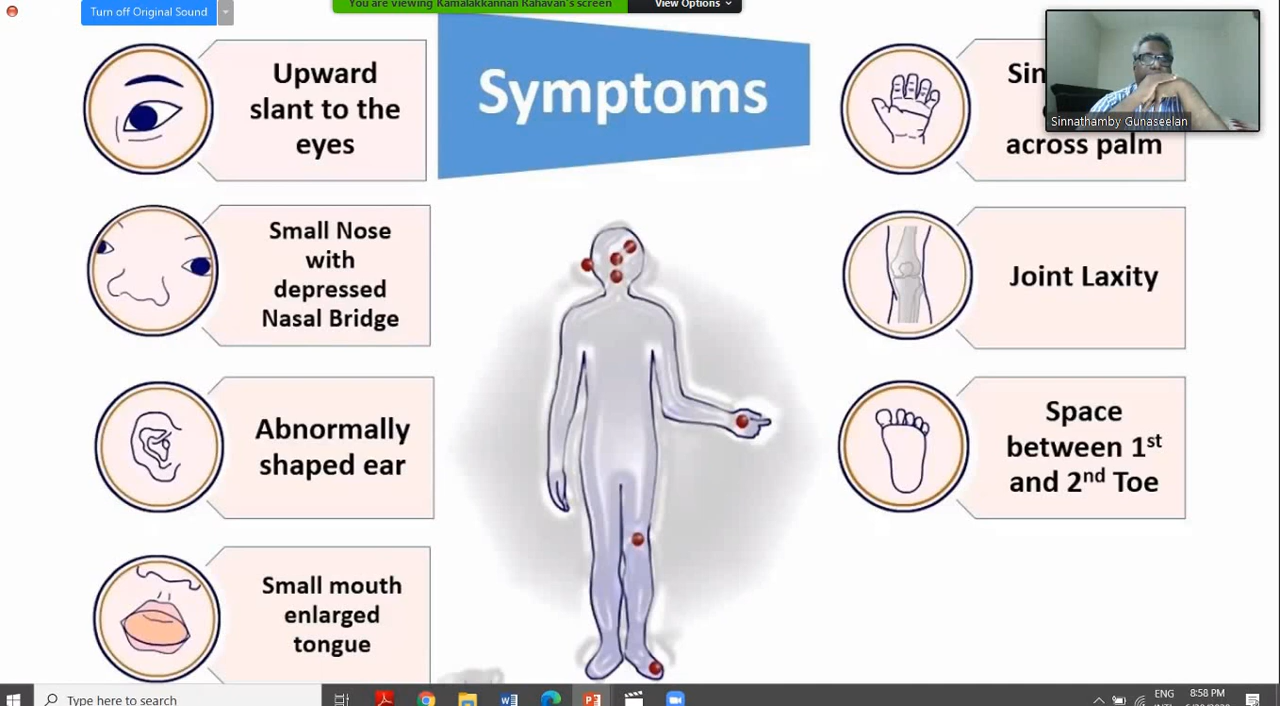 Turn off Original Sound
You are viewing Kamalakkannan Rahavan's screen
View Options
Symptoms
Upward
slant to the
eyes
Small Nose
with
depressed
Nasal Bridge
Abnormally
shaped ear
Small mouth
enlarged
tongue
Sinnathamby Gunaseelan
across palm
Joint Laxity
Space
between 1st
and 2nd Toe
Type here to search
ENG
8:58 PM